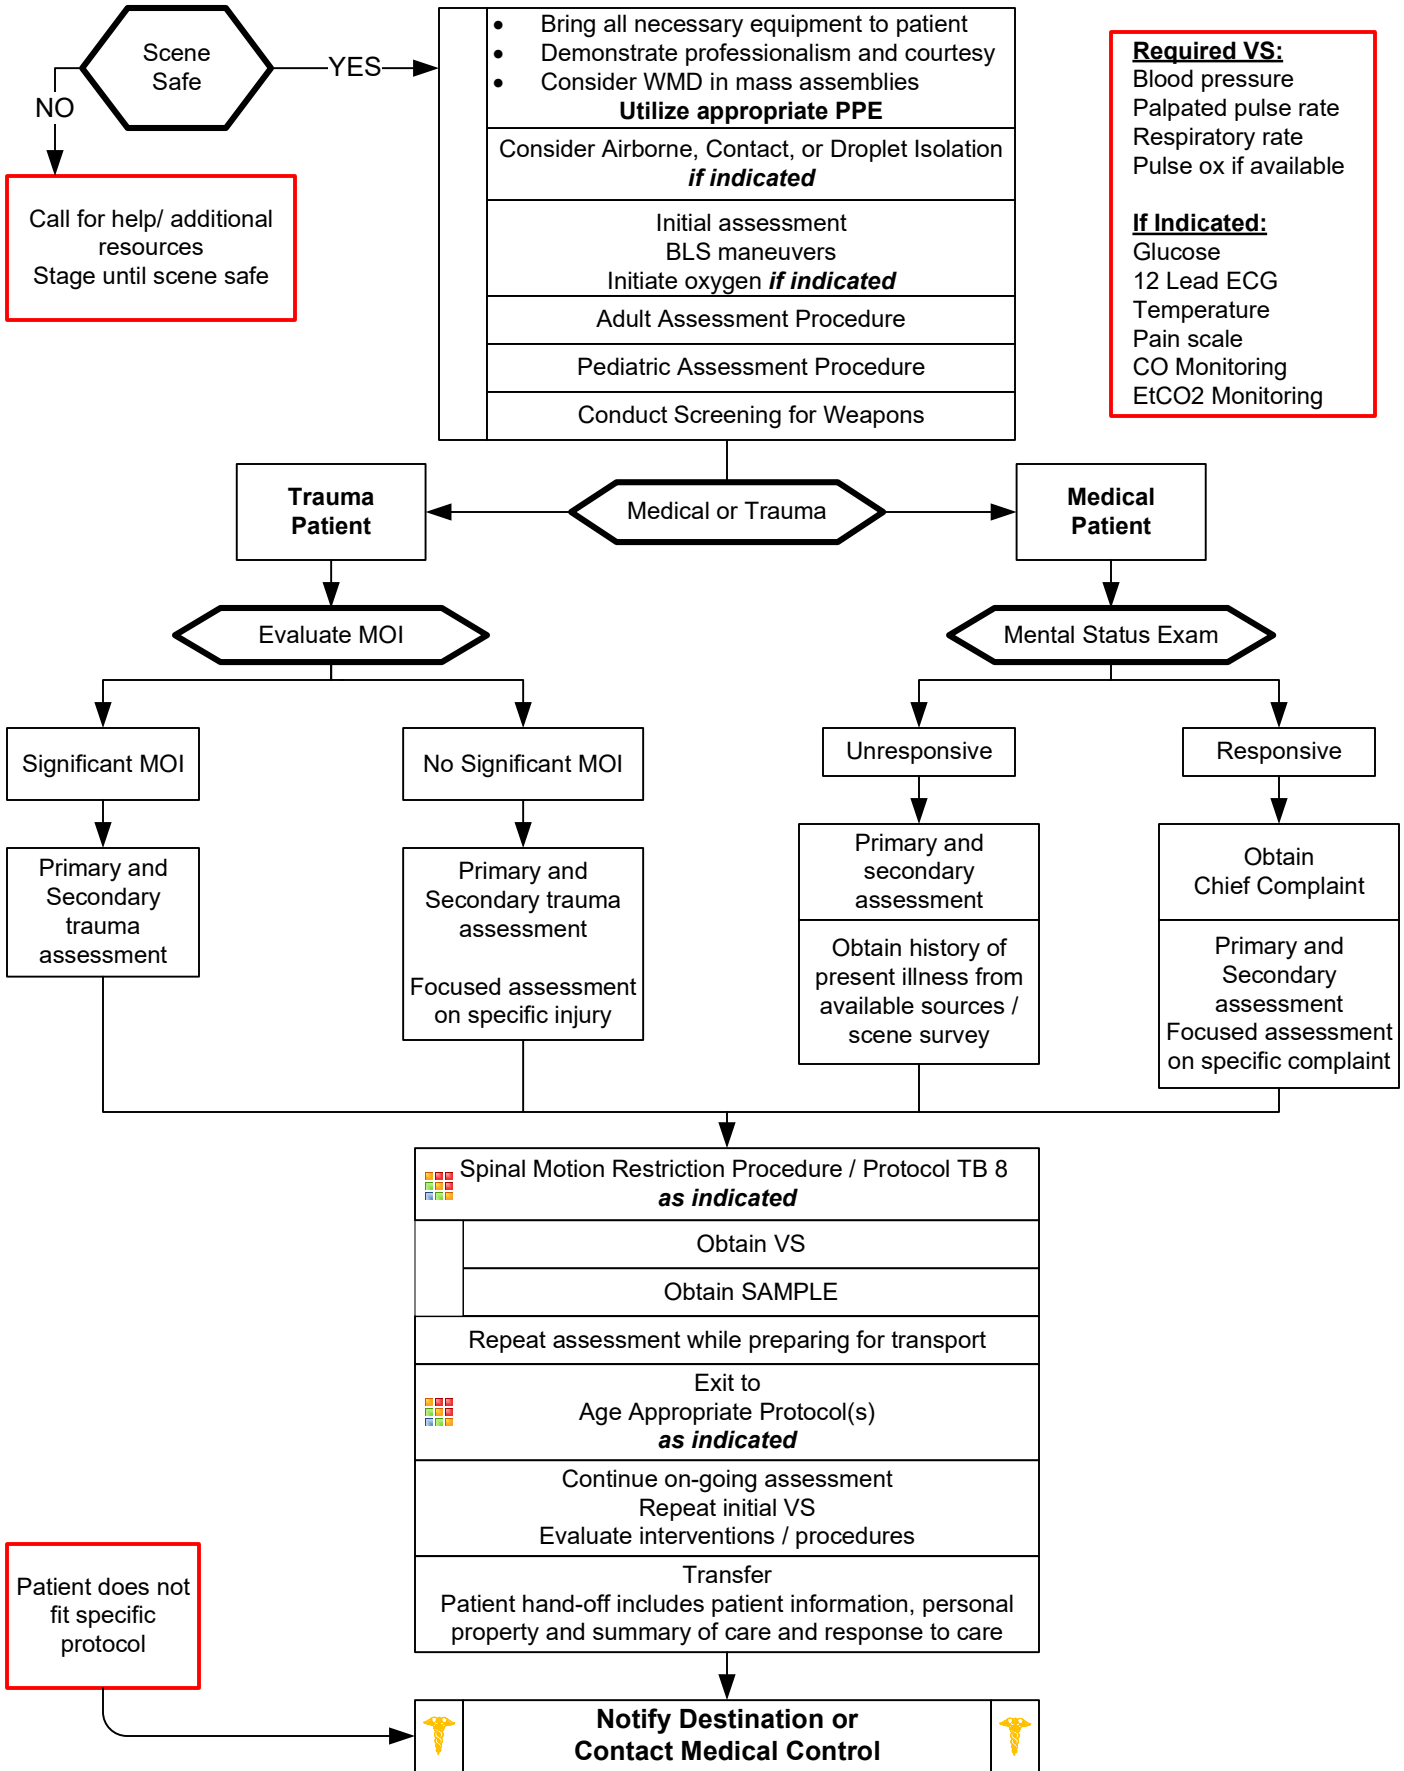 Scene
Safe
YES
NO
• Bring all necessary equipment to patient
• Demonstrate professionalism and courtesy
• Consider WMD in mass assemblies
Utilize appropriate PPE
Consider Airborne, Contact, or Droplet Isolation
if indicated
Initial assessment
BLS maneuvers
Initiate oxygen if indicated
Adult Assessment Procedure
Pediatric Assessment Procedure
Conduct Screening for Weapons
Required VS:
Blood pressure
Palpated pulse rate
Respiratory rate
Pulse ox if available
If Indicated:
Glucose
12 Lead ECG
Temperature
Pain scale
CO Monitoring
EtCO2 Monitoring
Call for help/ additional
resources
Stage until scene safe
Trauma
Patient
Medical or Trauma
Medical
Patient
Evaluate MOI
Mental Status Exam
Significant MOI
No Significant MOI
Unresponsive
Responsive
Primary and
Secondary
trauma
assessment
Primary and
Secondary trauma
assessment
Focused assessment
on specific injury
Primary and
secondary
assessment
Obtain history of
present illness from
available sources /
scene survey
Obtain
Chief Complaint
Primary and
Secondary
assessment
Focused assessment
on specific complaint
Spinal Motion Restriction Procedure / Protocol TB 8
as indicated
Obtain VS
Obtain SAMPLE
Repeat assessment while preparing for transport
Exit to
Age Appropriate Protocol(s)
as indicated
Continue on-going assessment
Repeat initial VS
Evaluate interventions / procedures
Transfer
Patient hand-off includes patient information, personal
property and summary of care and response to care
Patient does not
fit specific
protocol
Notify Destination or
Contact Medical Control